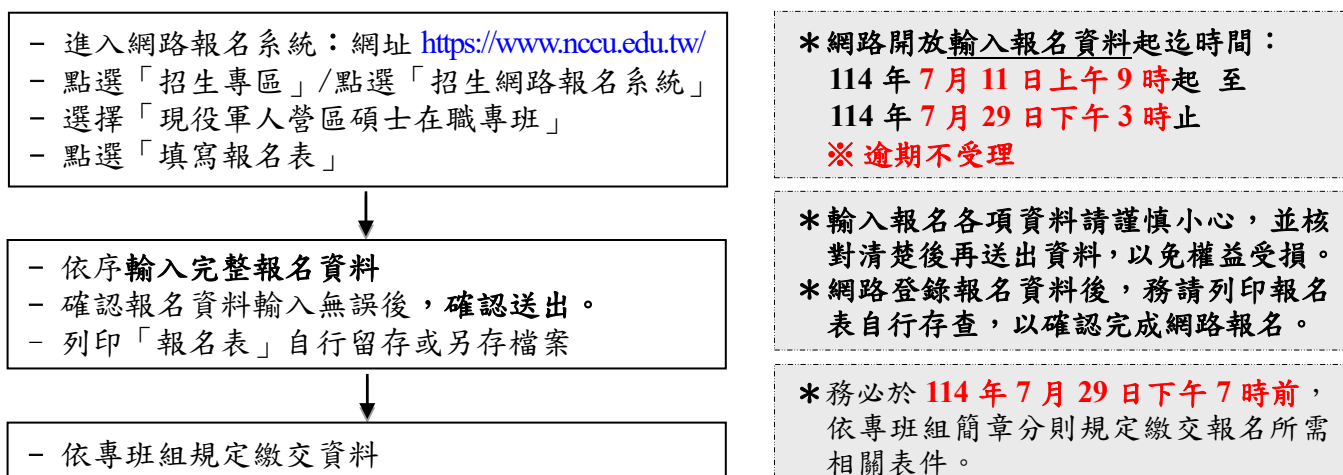 - 進入網路報名系統：網址 https://www.nccu.edu.tw/
- 點選「招生專區」/點選「招生網路報名系統」
- 選擇「現役軍人營區碩士在職專班」
- 點選「填寫報名表」
＊網路開放輸入報名資料起迄時間：
114 年 7 月 11 日上午 9 時起 至
114 年 7 月 29 日下午 3 時止
※ 逾期不受理
- 依序輸入完整報名資料
- 確認報名資料輸入無誤後，確認送出。
- 列印「報名表」自行留存或另存檔案
＊輸入報名各項資料請謹慎小心，並核
對清楚後再送出資料，以免權益受損。
＊網路登錄報名資料後，務請列印報名
表自行存查，以確認完成網路報名。
- 依專班組規定繳交資料
＊務必於 114 年 7 月 29 日下午 7 時前，
依專班組簡章分則規定繳交報名所需
相關表件。